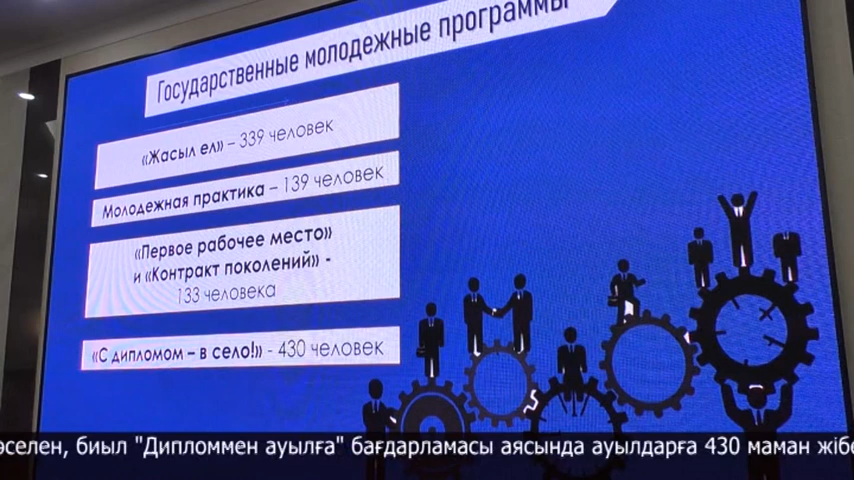 Государственные молодежные программы
«Жасыл ел» – 339 человек
Молодежная практика – 139 человек
«Первое рабочее место»
и «Контракт поколений» -
133 человека
«С дипломом – в село!» - 430 человек
биыл "Дипломмен ауылға" бағдарламасы аясында ауылдарға 430 маман